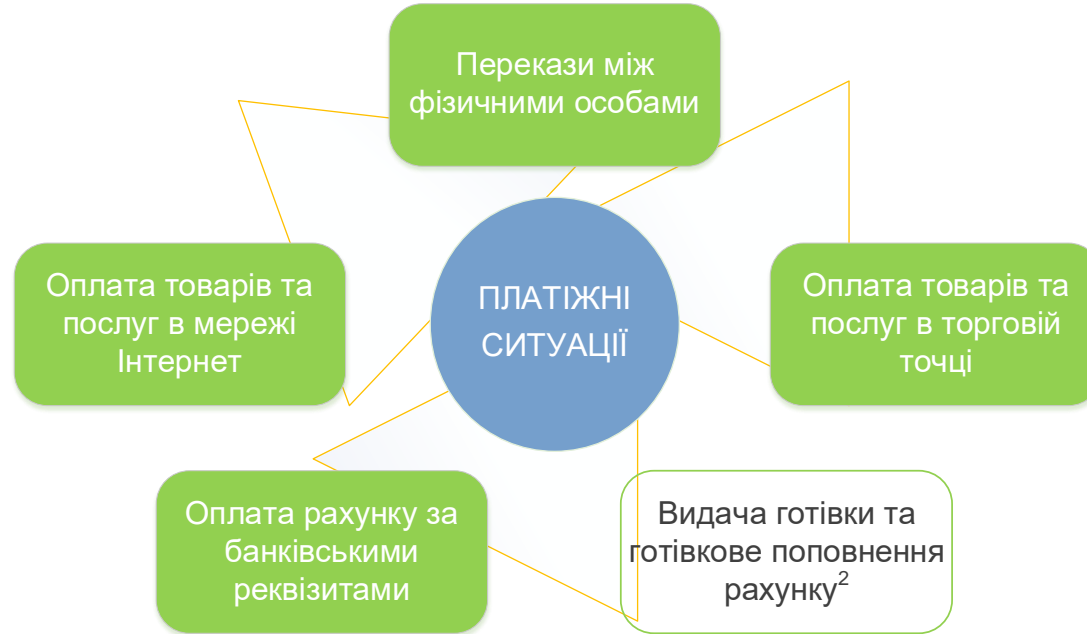 Перекази між
фізичними особами
Оплата товарів та
послуг в мережі
Інтернет
ПЛАТІЖНІ
СИТУАЦІЇ
Оплата товарів та
послуг в торговій
точці
Оплата рахунку за
банківськими
реквізитами
Видача готівки та
готівкове поповнення
рахунку²